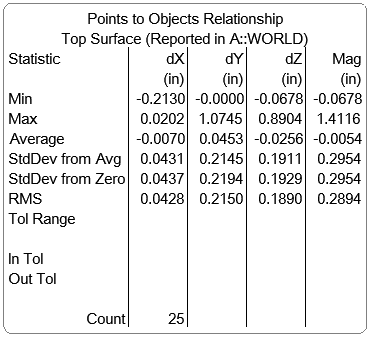 Points to Objects Relationship
Top Surface (Reported in A::WORLD)
Statistic dX dY dZ Mag
(in) (in) (in) (in)
Min -0.2130 -0.0000 -0.0678 -0.0678
Max 0.0202 1.0745 0.8904 1.4116
Average -0.0070 0.0453 -0.0256 -0.0054
StdDev from Avg 0.0431 0.2145 0.1911 0.2954
StdDev from Zero 0.0437 0.2194 0.1929 0.2954
RMS 0.0428 0.2150 0.1890 0.2894
Tol Range
In Tol
Out Tol
Count 25